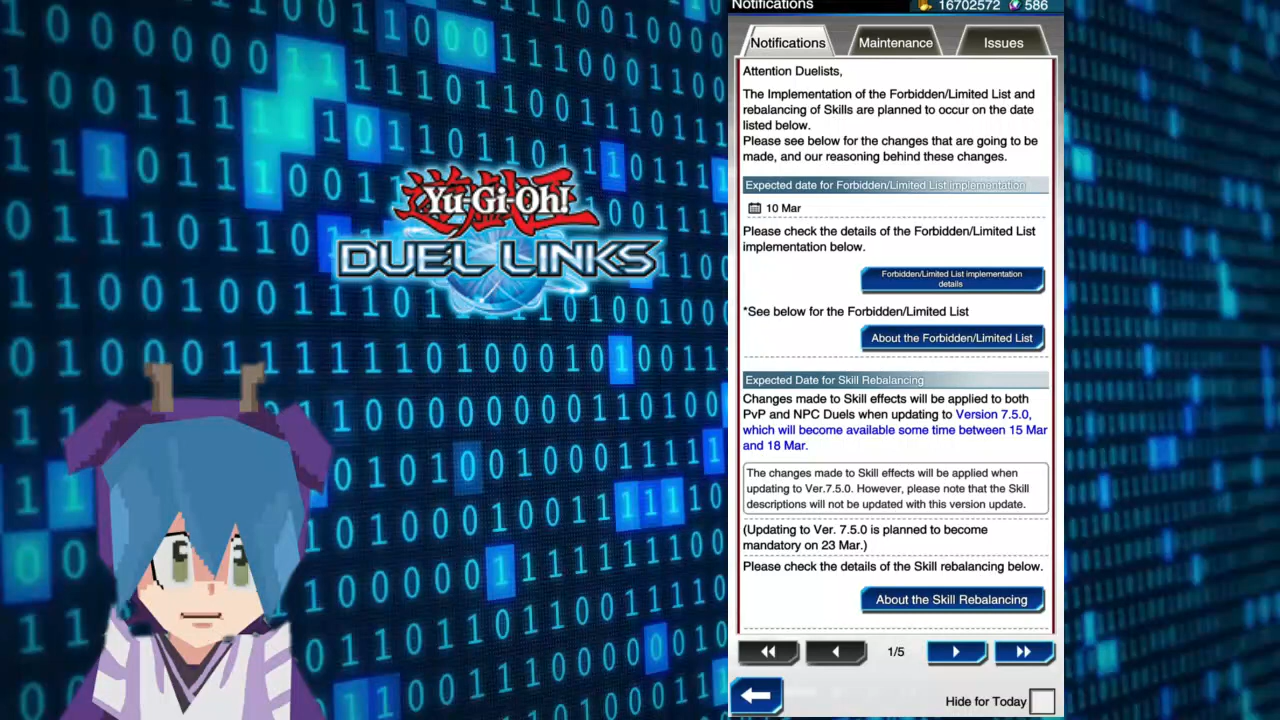 Notifications
16702572
586
Notifications
Maintenance
Issues
Attention Duelists,
The Implementation of the Forbidden/Limited List and
rebalancing of Skills are planned to occur on the date
listed below.
Please see below for the changes that are going to be
made, and our reasoning behind these changes.
Expected date for Forbidden/Limited List implementation
10 Mar
Please check the details of the Forbidden/Limited List
implementation below.
Forbidden/Limited List implementation
details
*See below for the Forbidden/Limited List
About the Forbidden/Limited List
Expected Date for Skill Rebalancing
Changes made to Skill effects will be applied to both
PvP and NPC Duels when updating to Version 7.5.0,
which will become available some time between 15 Mar
and 18 Mar.
The changes made to Skill effects will be applied when
updating to Ver.7.5.0. However, please note that the Skill
descriptions will not be updated with this version update.
(Updating to Ver. 7.5.0 is planned to become
mandatory on 23 Mar.)
Please check the details of the Skill rebalancing below.
About the Skill Rebalancing
1/5
Hide for Today
Yu-Gi-Oh!
DUEL LINKS